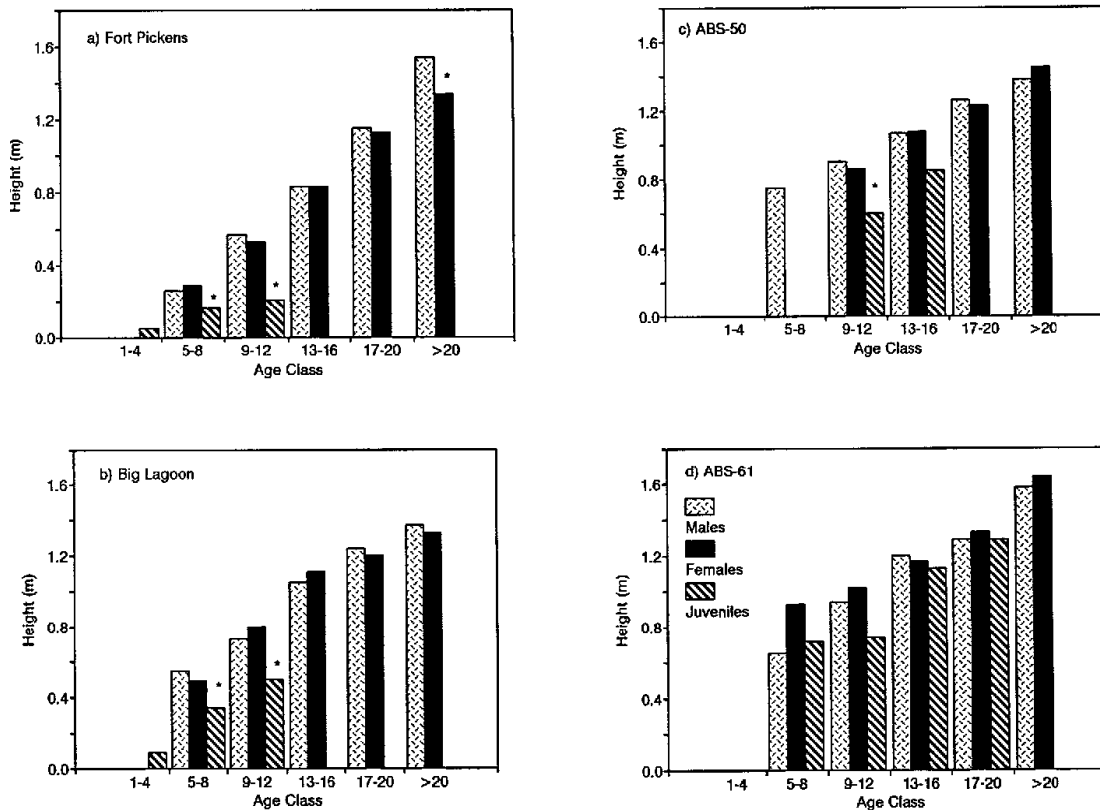 a) Fort Pickens
1.6
1.2
0.8
0.4
0.0
Height (m)
*
*
*
1-4 5-8 9-12 13-16 17-20 >20
Age Class
c) ABS-50
1.6
1.2
0.8
0.4
0.0
Height (m)
*
1-4 5-8 9-12 13-16 17-20 >20
Age Class
b) Big Lagoon
1.6
1.2
0.8
0.4
0.0
Height (m)
*
*
1-4 5-8 9-12 13-16 17-20 >20
Age Class
d) ABS-61
Males
Females
Juveniles
1.6
1.2
0.8
0.4
0.0
Height (m)
1-4 5-8 9-12 13-16 17-20 >20
Age Class